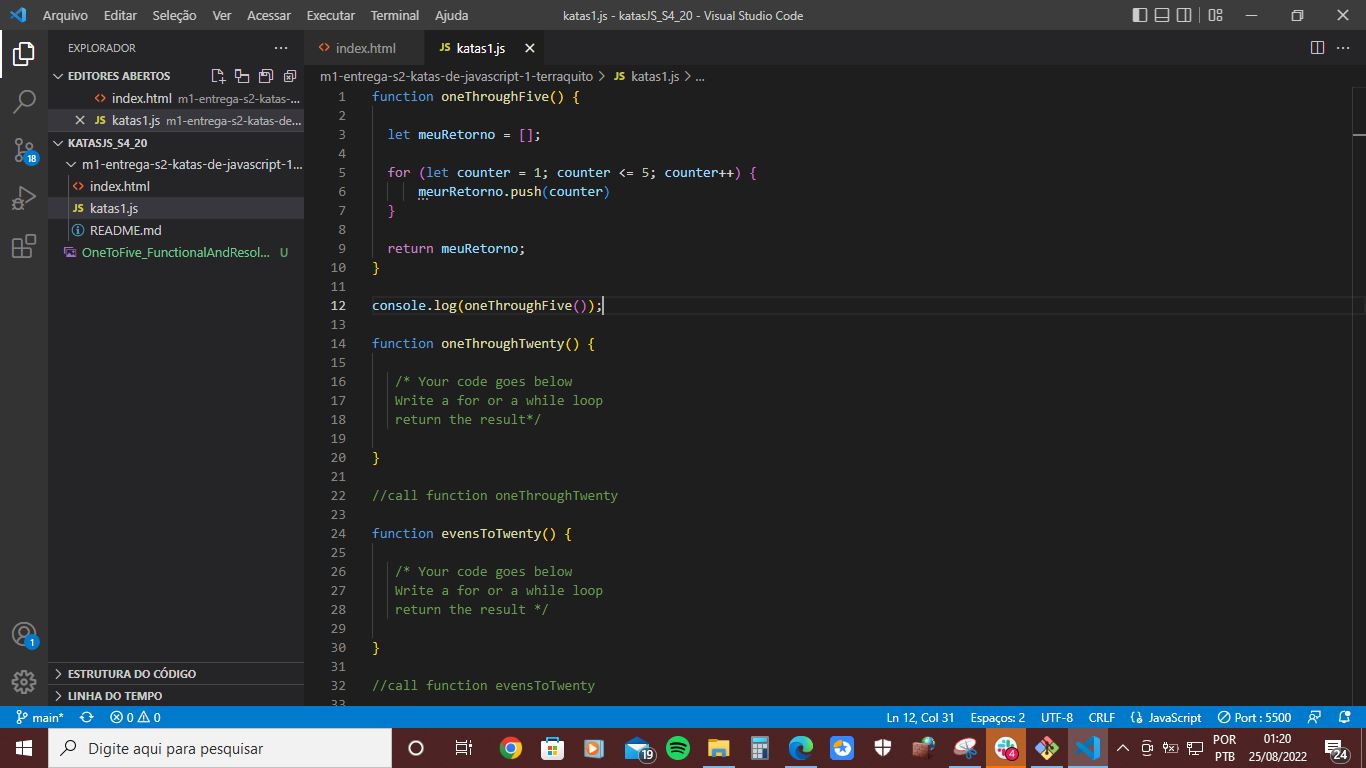 Arquivo Editar Seleção Ver Acessar Executar Terminal Ajuda katas1.js - katasJS_S4_20 - Visual Studio Code
EXPLORADOR
EDITORES ABERTOS
index.html m1-entrega-s2-katas-...
JS katas1.js m1-entrega-s2-katas-de...
KATASJS_S4_20
m1-entrega-s2-katas-de-javascript-1...
index.html
JS katas1.js
README.md
OneToFive_FunctionalAndResol... U
ESTRUTURA DO CÓDIGO
LINHA DO TEMPO
18
1
index.html JS katas1.js
m1-entrega-s2-katas-de-javascript-1-terraquito > JS katas1.js > ...
1 function oneThroughFive() {
2
3 let meuRetorno = [];
4
5 for (let counter = 1; counter <= 5; counter++) {
6 meurRetorno.push(counter)
7 }
8
9 return meuRetorno;
10 }
11
12 console.log(oneThroughFive());
13
14 function oneThroughTwenty() {
15
16 /* Your code goes below
17 Write a for or a while loop
18 return the result*/
19
20 }
21
22 //call function oneThroughTwenty
23
24 function evensToTwenty() {
25
26 /* Your code goes below
27 Write a for or a while loop
28 return the result */
29
30 }
31
32 //call function evensToTwenty
33
main* 0 0 Ln 12, Col 31 Espaços: 2 UTF-8 CRLF JavaScript Port : 5500
Digite aqui para pesquisar 19 4 POR 01:20
PTB 25/08/2022 24